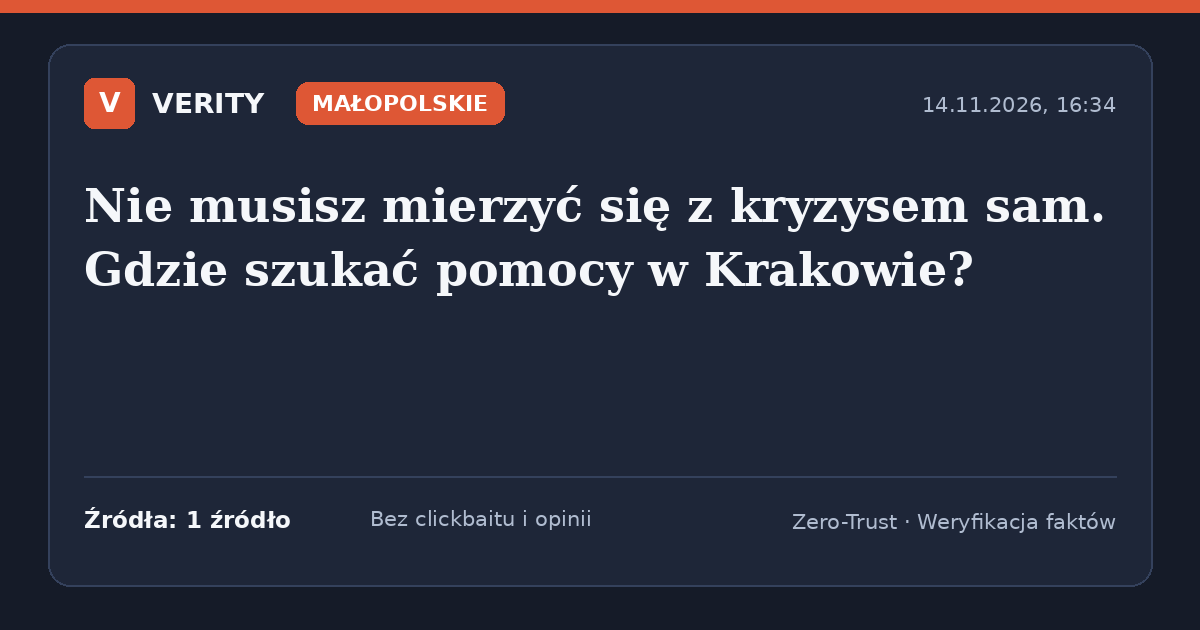 V VERITY MAŁOPOLSKIE 14.11.2026, 16:34
Nie musisz mierzyć się z kryzysem sam.
Gdzie szukać pomocy w Krakowie?
Źródła: 1 źródło Bez clickbaitu i opinii Zero-Trust · Weryfikacja faktów